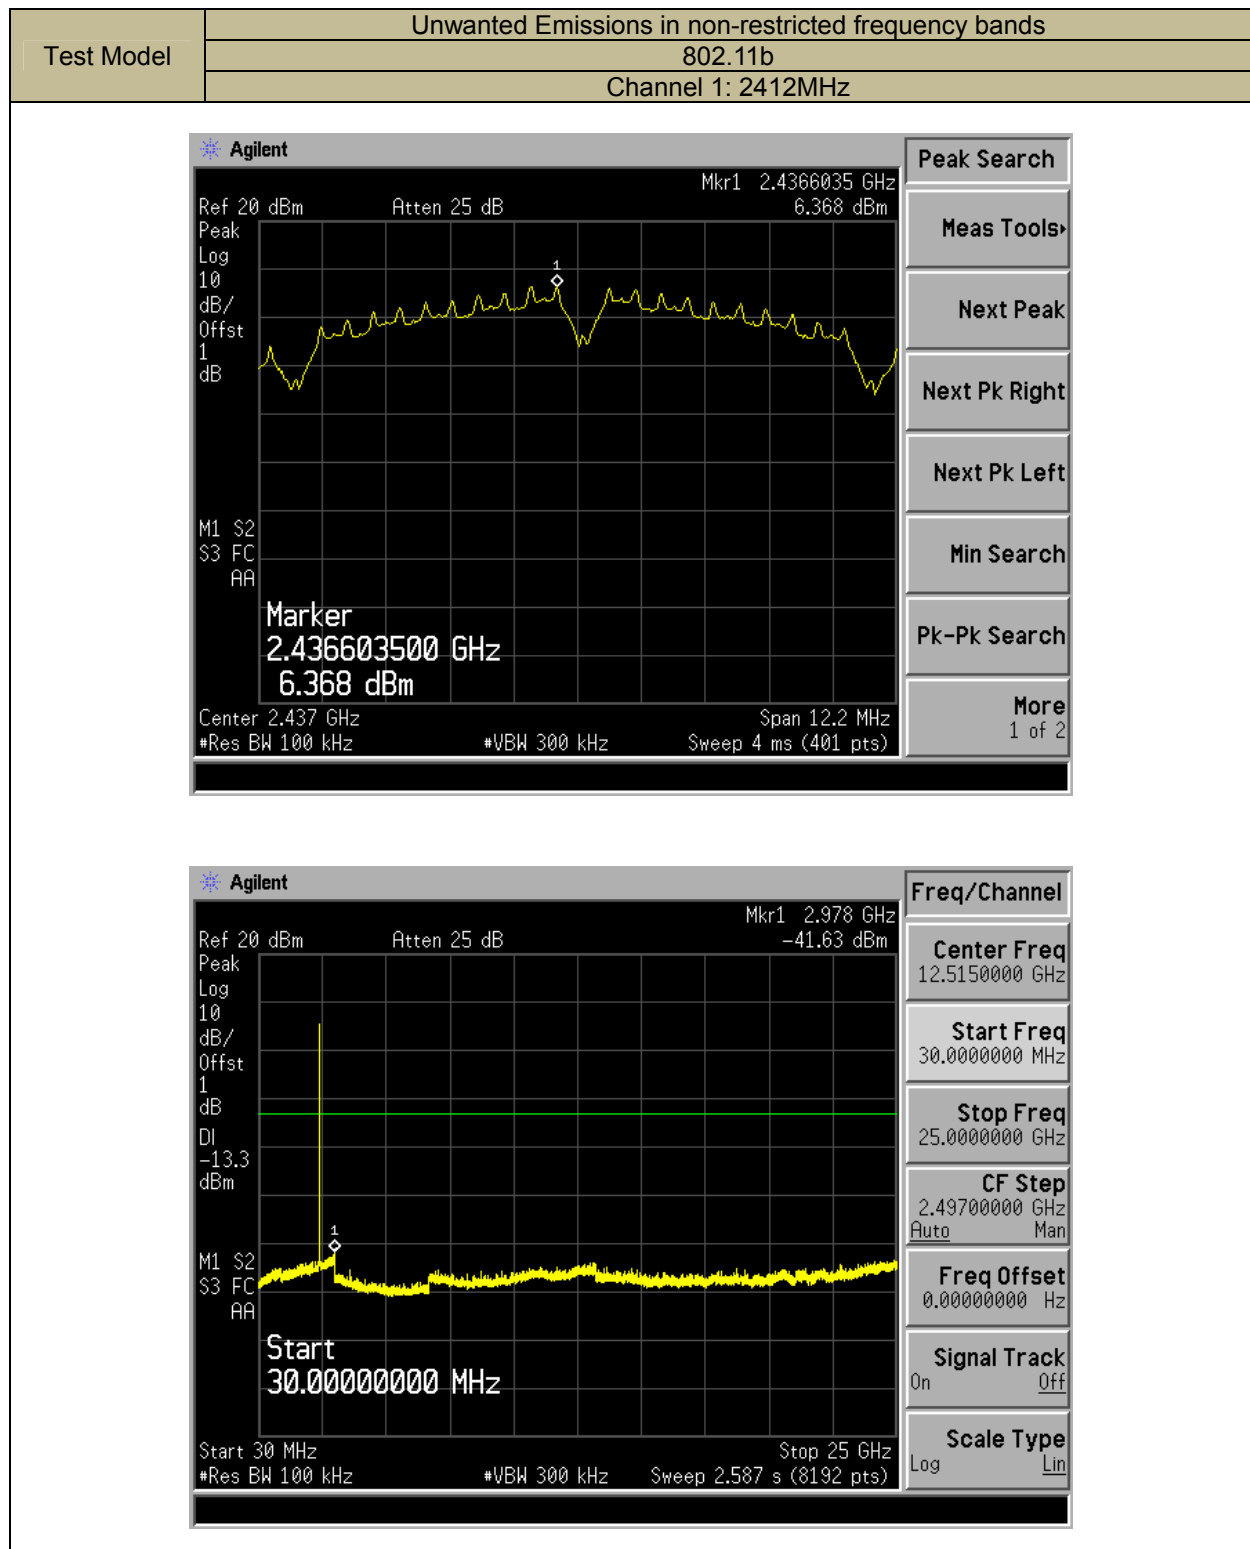 Test Model
Unwanted Emissions in non-restricted frequency bands
802.11b
Channel 1: 2412MHz
Agilent
Peak Search
Mkr1 2.4366035 GHz
Ref 20 dBm Atten 25 dB 6.368 dBm
Peak
Log
10
dB/
Offst
1
dB
1
M1 S2
S3 FC
AA
Marker
2.436603500 GHz
6.368 dBm
Center 2.437 GHz Span 12.2 MHz
#Res BW 100 kHz #VBW 300 kHz Sweep 4 ms (401 pts)
Meas Tools
Next Peak
Next Pk Right
Next Pk Left
Min Search
Pk-Pk Search
More
1 of 2
Agilent
Freq/Channel
Mkr1 2.978 GHz
Ref 20 dBm Atten 25 dB -41.63 dBm
Peak
Log
10
dB/
Offst
1
dB
DI
-13.3
dBm
1
M1 S2
S3 FC
AA
Start
30.00000000 MHz
Start 30 MHz Stop 25 GHz
#Res BW 100 kHz #VBW 300 kHz Sweep 2.587 s (8192 pts)
Center Freq
12.5150000 GHz
Start Freq
30.0000000 MHz
Stop Freq
25.0000000 GHz
CF Step
2.49700000 GHz
Auto Man
Freq Offset
0.00000000 Hz
Signal Track
On Off
Scale Type
Log Lin